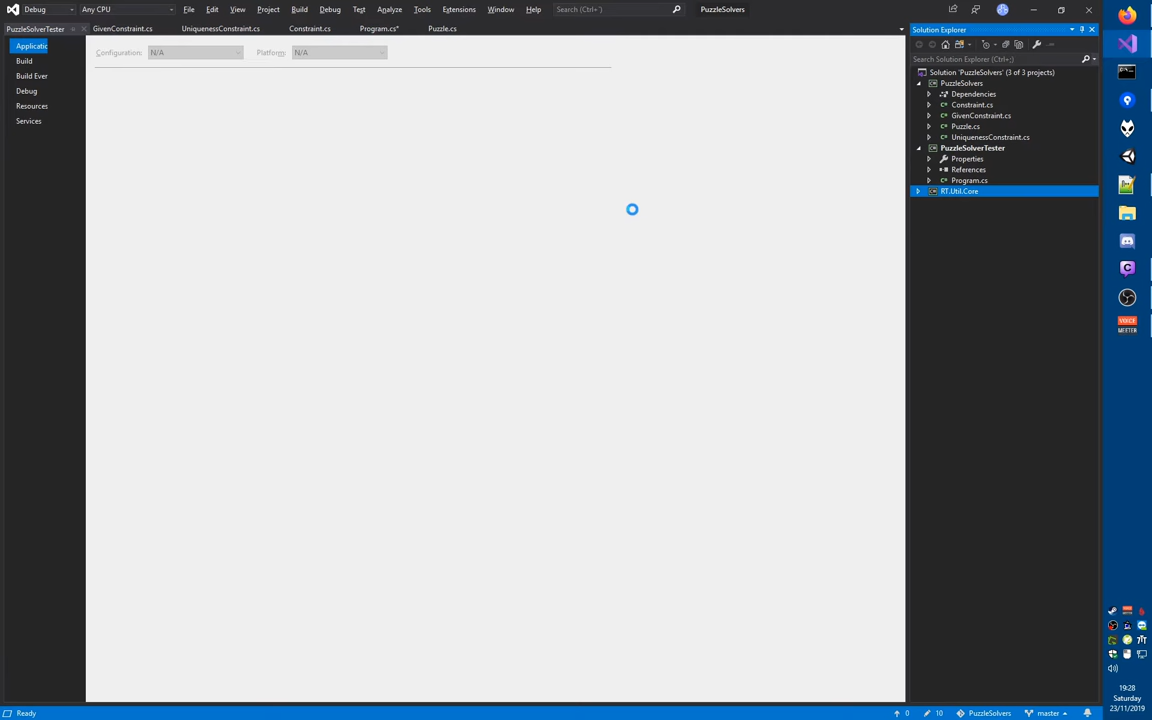 Debug
Any CPU
File Edit View Project Build Debug Test Analyze Tools Extensions Window Help
Search (Ctrl+')
PuzzleSolvers
PuzzleSolverTester
GivenConstraint.cs
UniquenessConstraint.cs
Constraint.cs
Program.cs*
Puzzle.cs
Applicatic
Build
Build Ever
Debug
Resources
Services
Configuration: N/A
Platform: N/A
Solution Explorer
Search Solution Explorer (Ctrl+;)
Solution 'PuzzleSolvers' (3 of 3 projects)
PuzzleSolvers
Dependencies
Constraint.cs
GivenConstraint.cs
Puzzle.cs
UniquenessConstraint.cs
PuzzleSolverTester
Properties
References
Program.cs
RT.Util.Core
VOICE
MEETER
19:28
Saturday
23/11/2019
Ready
0
10
PuzzleSolvers
master